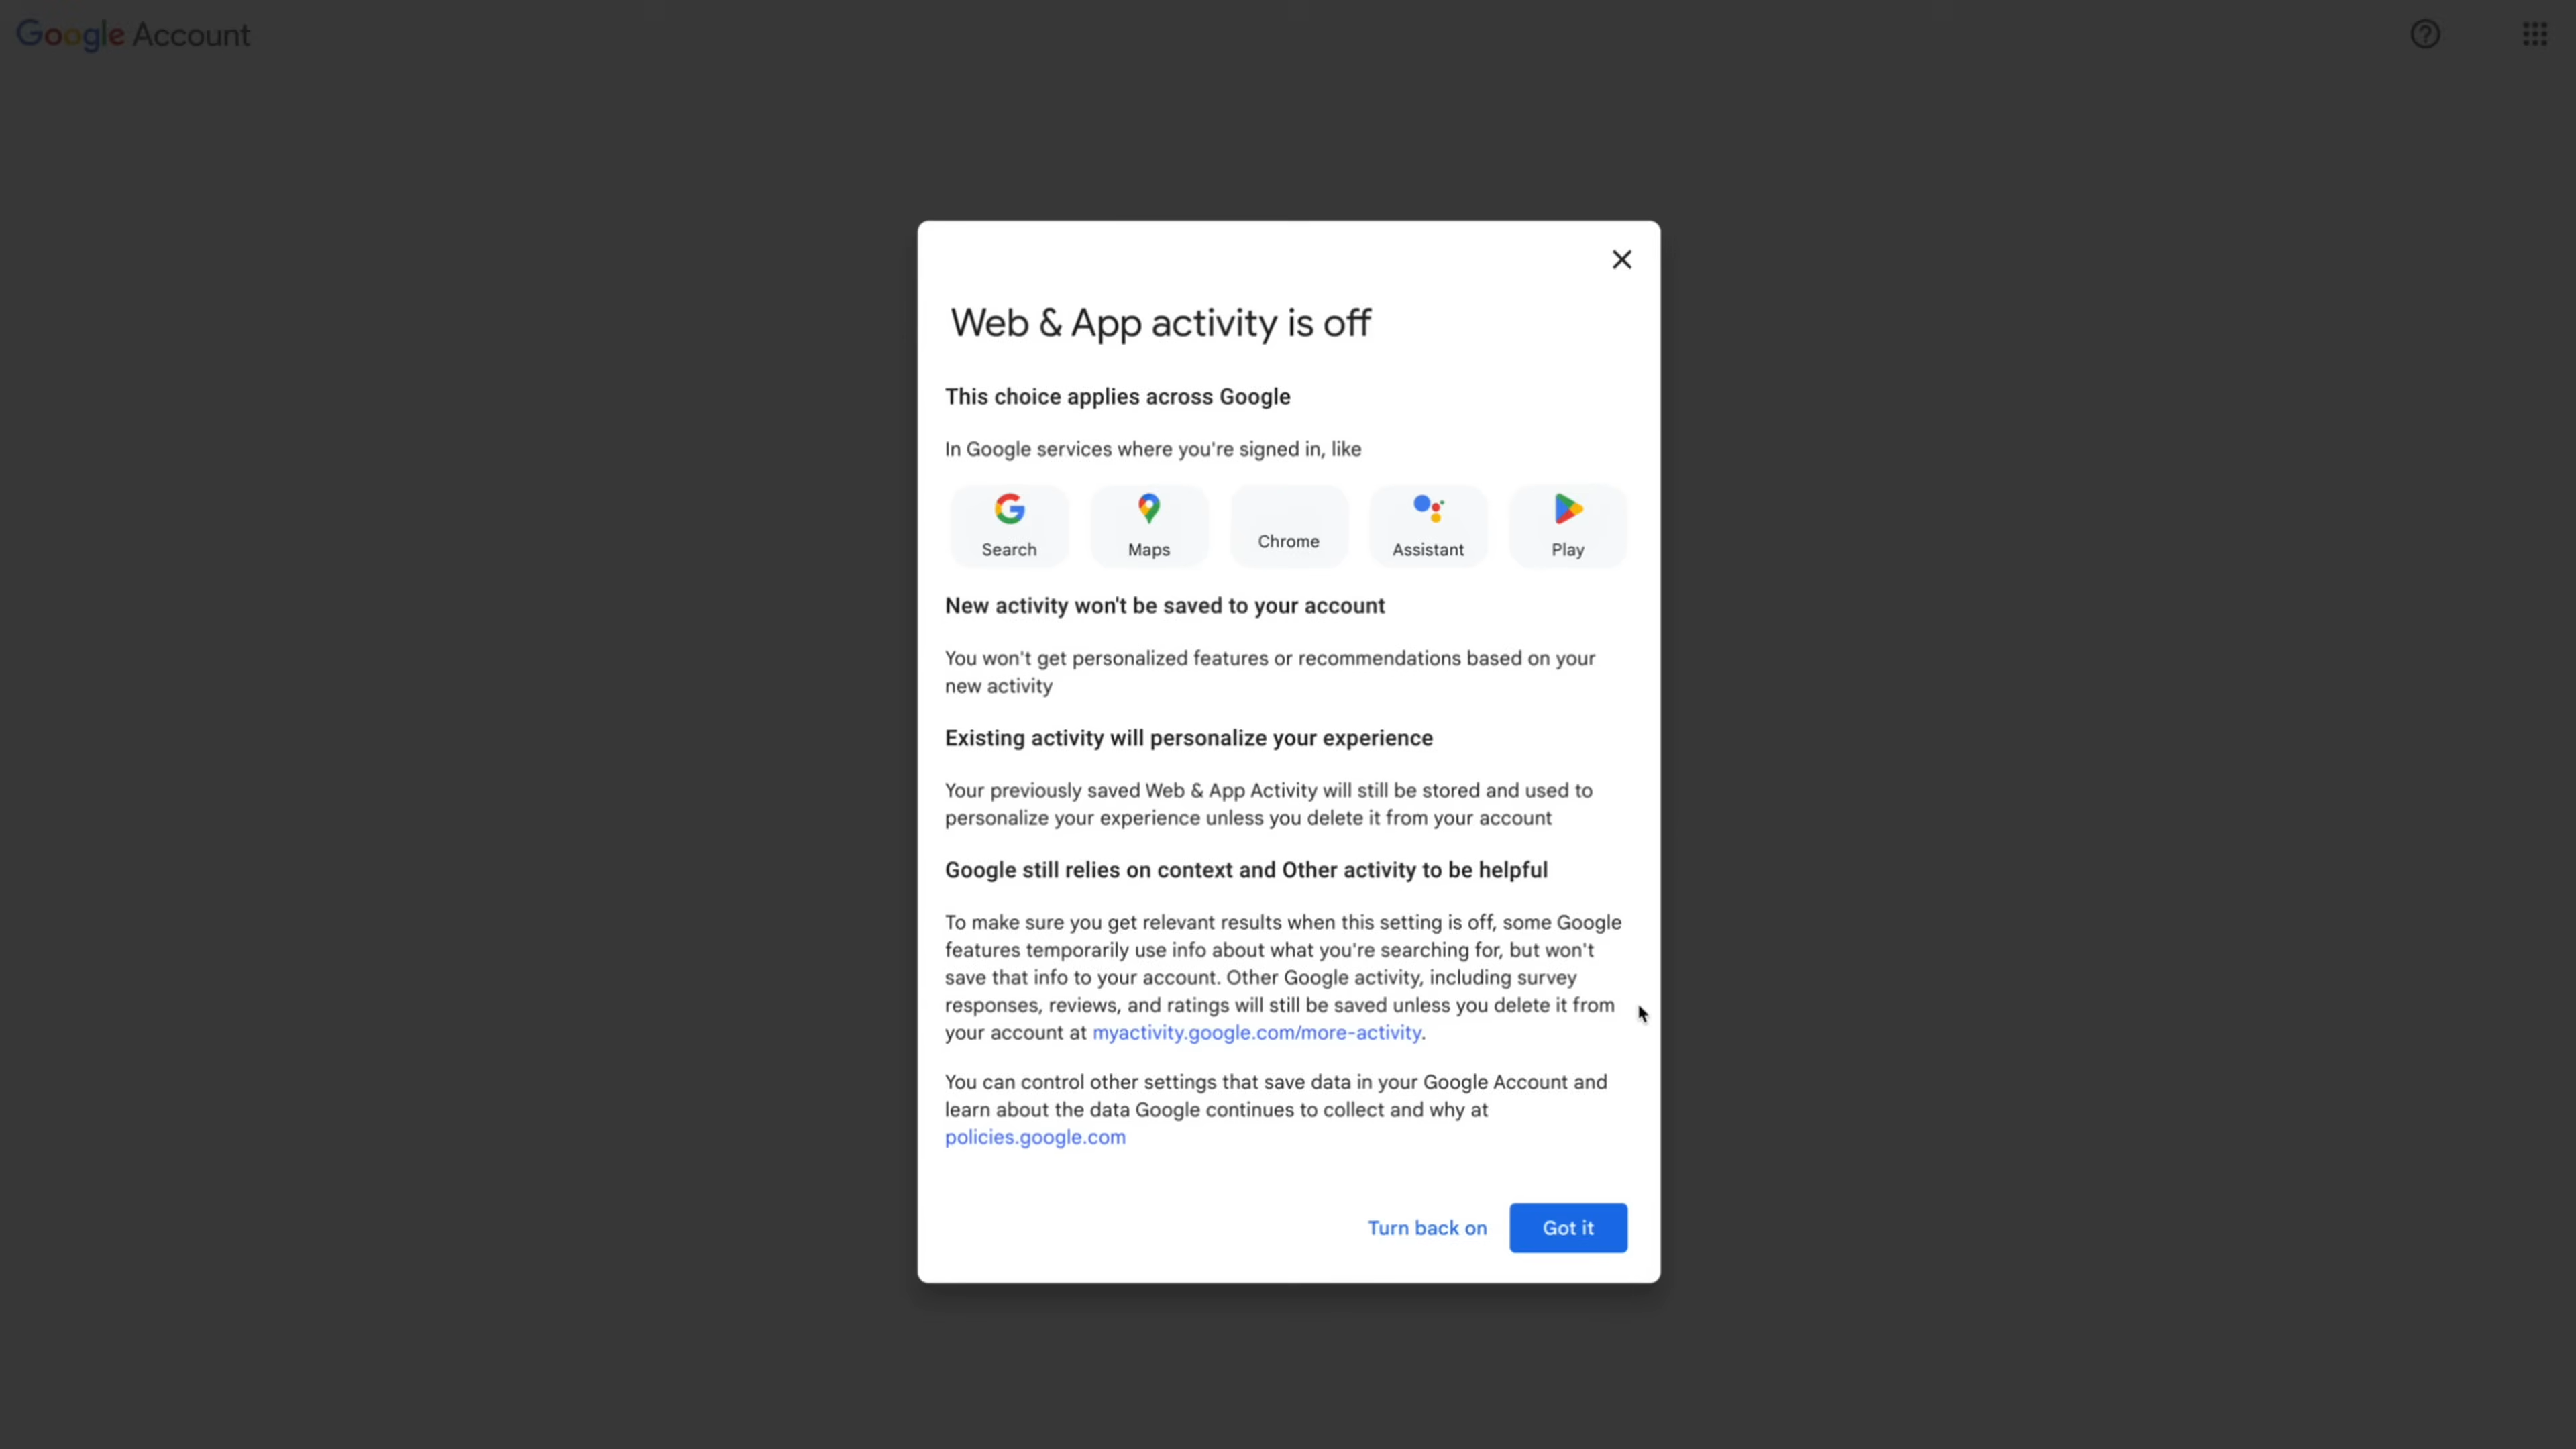 Google Account
Web & App activity is off
This choice applies across Google
In Google services where you're signed in, like
Search
Maps
Chrome
Assistant
Play
New activity won't be saved to your account
You won't get personalized features or recommendations based on your
new activity
Existing activity will personalize your experience
Your previously saved Web & App Activity will still be stored and used to
personalize your experience unless you delete it from your account
Google still relies on context and Other activity to be helpful
To make sure you get relevant results when this setting is off, some Google
features temporarily use info about what you're searching for, but won't
save that info to your account. Other Google activity, including survey
responses, reviews, and ratings will still be saved unless you delete it from
your account at myactivity.google.com/more-activity.
You can control other settings that save data in your Google Account and
learn about the data Google continues to collect and why at
policies.google.com
Turn back on
Got it